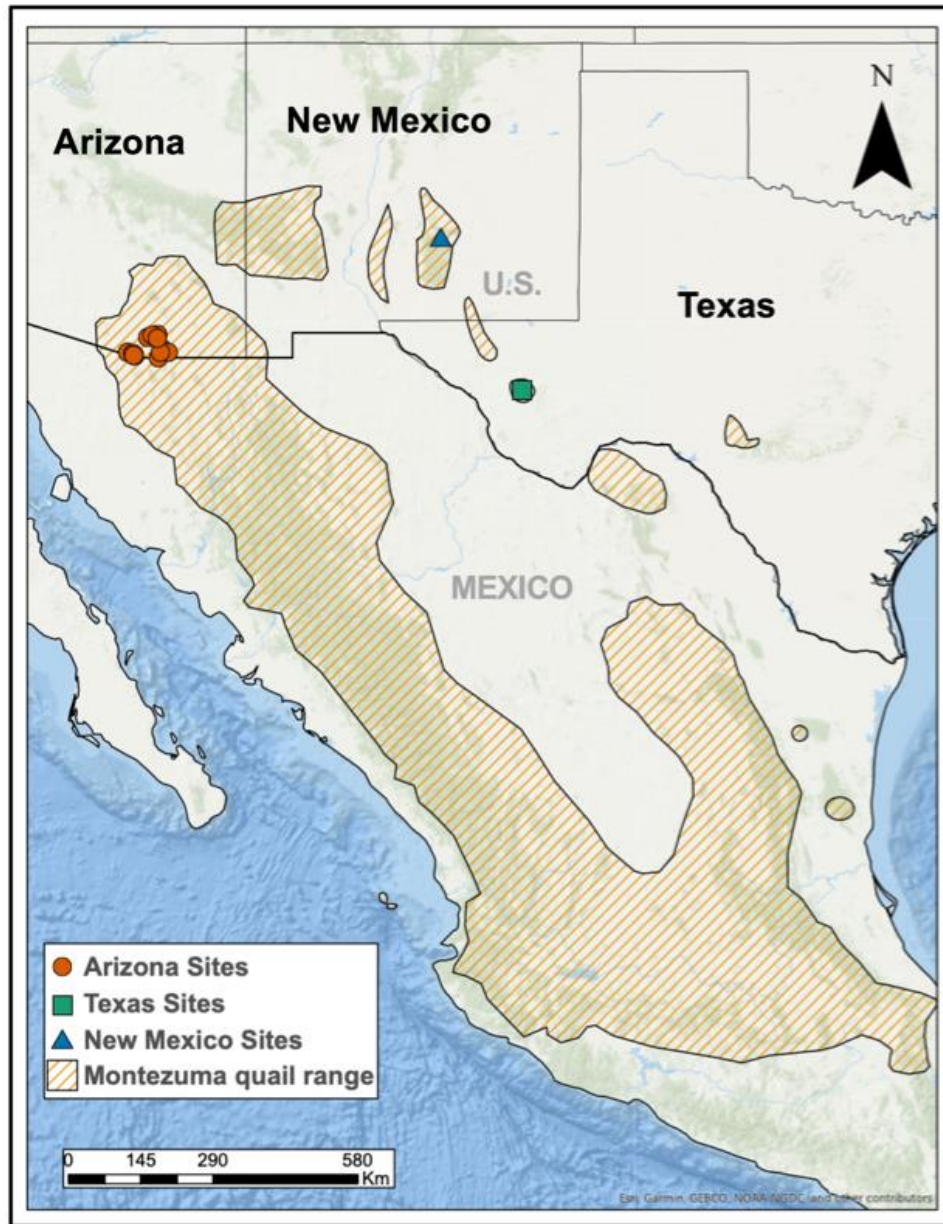 N
New Mexico
Arizona
U.S.
Texas
MEXICO
Arizona Sites
Texas Sites
New Mexico Sites
Montezuma quail range
0 145 290 580
Km
Esri, Garmin, GEBCO, NOAA NGDC, and other contributors